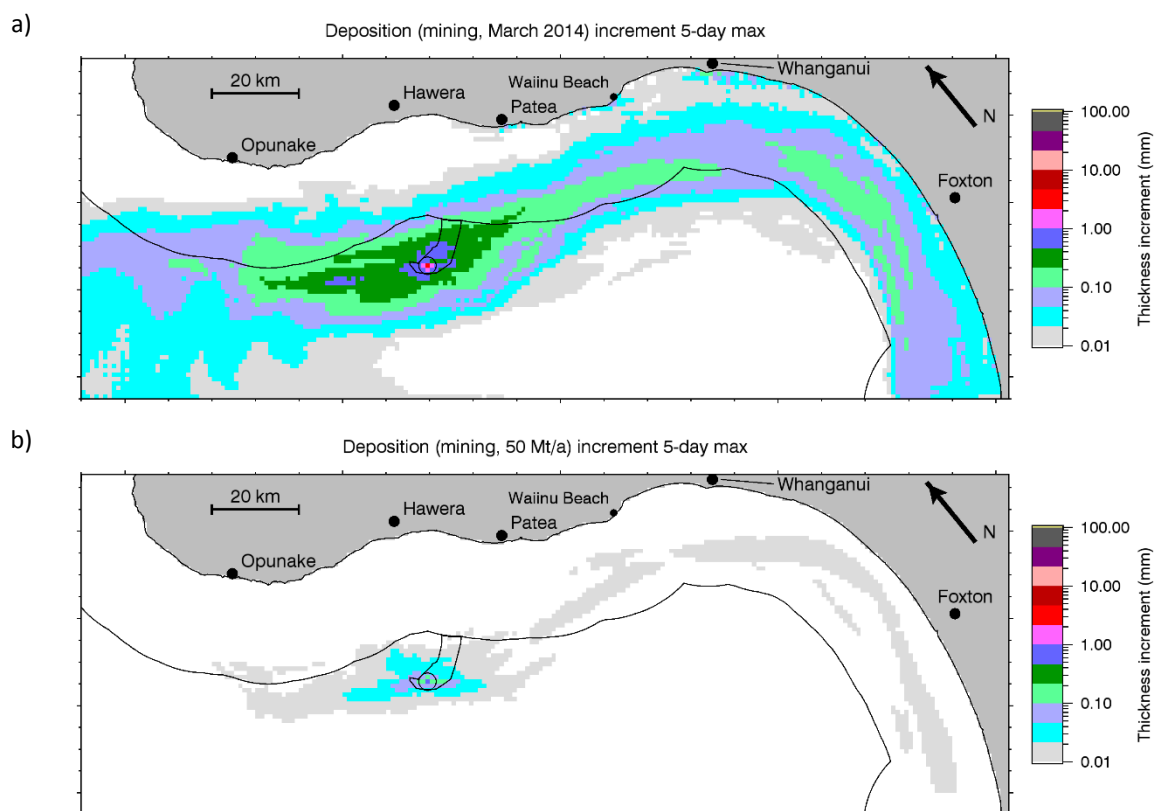 a)
Deposition (mining, March 2014) increment 5-day max
20 km
Hawera
Waiinu Beach
Patea
Whanganui
Opunake
N
Foxton
100.00
10.00
1.00
0.10
0.01
Thickness increment (mm)
b)
Deposition (mining, 50 Mt/a) increment 5-day max
20 km
Hawera
Waiinu Beach
Patea
Whanganui
Opunake
N
Foxton
100.00
10.00
1.00
0.10
0.01
Thickness increment (mm)